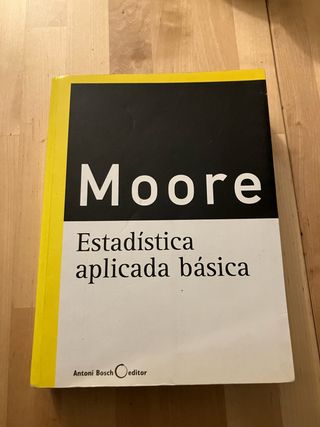 Moore
Estadística
aplicada básica
Antoni Bosch editor